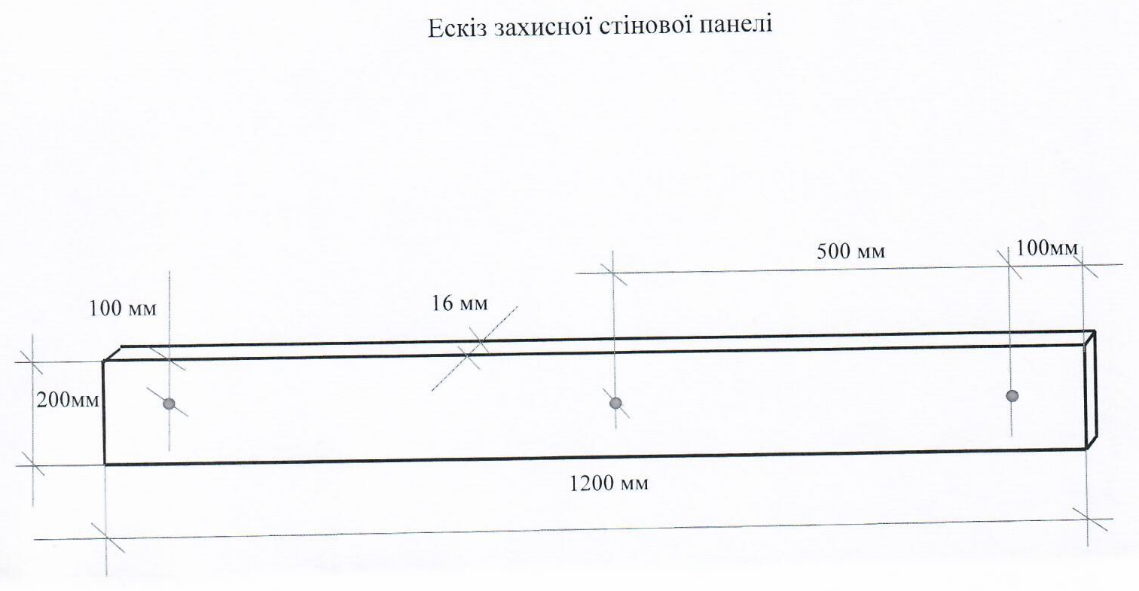 Ескіз захисної стінової панелі
500 мм
100мм
100 мм
16 мм
200мм
1200 мм